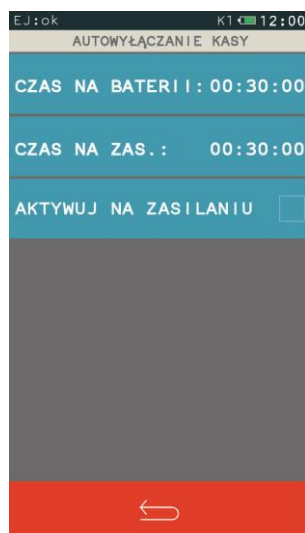 EJ:ok K1 12:00
AUTOWYŁĄCZANIE KASY
CZAS NA BATERII: 00:30:00
CZAS NA ZAS.: 00:30:00
AKTYWUJ NA ZASILANIU